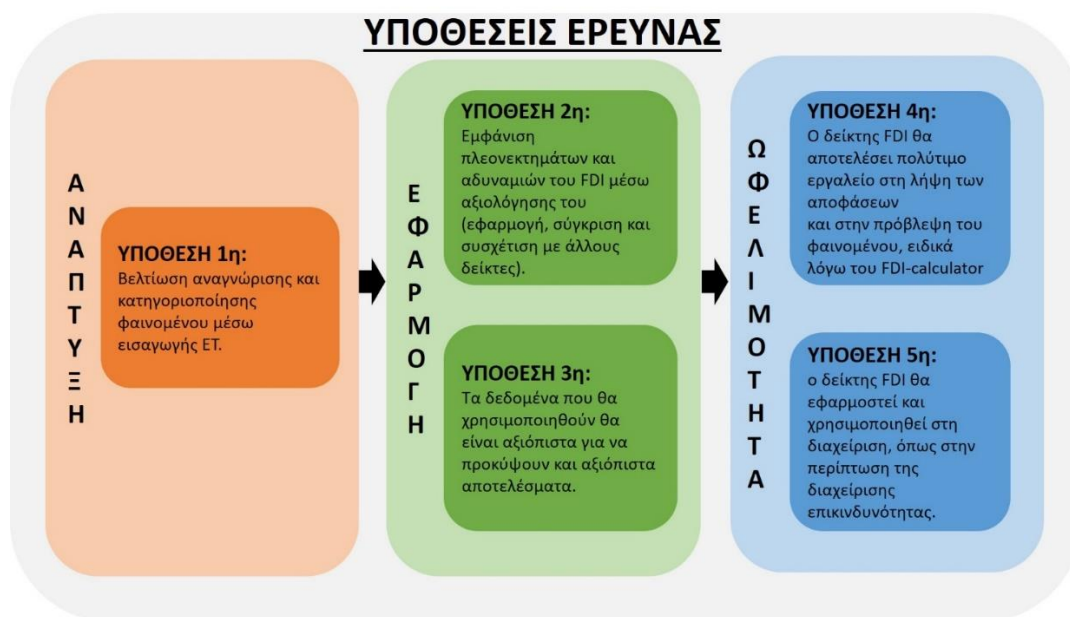 ΥΠΟΘΕΣΕΙΣ ΕΡΕΥΝΑΣ
ΑΝΑΠΤΥΞΗ
ΥΠΟΘΕΣΗ 1η:
Βελτίωση αναγνώρισης και
κατηγοριοποίησης
φαινομένου μέσω
εισαγωγής ΕΤ.
ΕΦΑΡΜΟΓΗ
ΥΠΟΘΕΣΗ 2η:
Εμφάνιση
πλεονεκτημάτων και
αδυναμιών του FDI μέσω
αξιολόγησης του
(εφαρμογή, σύγκριση και
συσχέτιση με άλλους
δείκτες).
ΥΠΟΘΕΣΗ 3η:
Τα δεδομένα που θα
χρησιμοποιηθούν θα
είναι αξιόπιστα για να
προκύψουν και αξιόπιστα
αποτελέσματα.
ΩΦΕΛΙΜΟΤΗΤΑ
ΥΠΟΘΕΣΗ 4η:
Ο δείκτης FDI θα
αποτελέσει πολύτιμο
εργαλείο στη λήψη των
αποφάσεων
και στην πρόβλεψη του
φαινομένου, ειδικά
λόγω του FDI-calculator
ΥΠΟΘΕΣΗ 5η:
ο δείκτης FDI θα
εφαρμοστεί και
χρησιμοποιηθεί στη
διαχείριση, όπως στην
περίπτωση της
διαχείρισης
επικινδυνότητας.